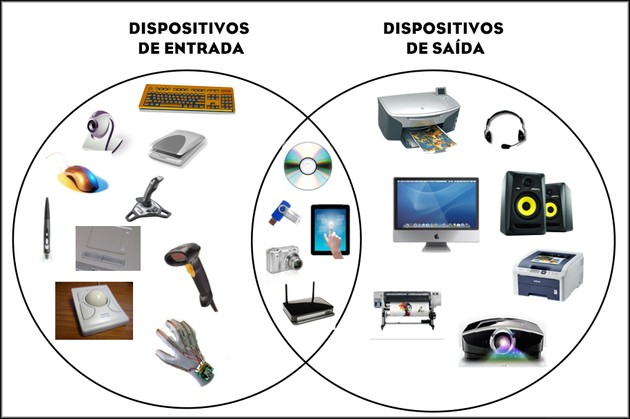 DISPOSITIVOS
DE ENTRADA
DISPOSITIVOS
DE SAÍDA